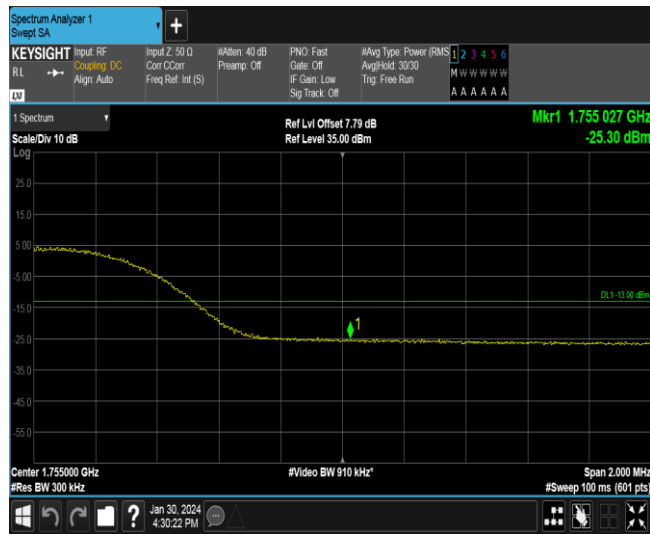 Spectrum Analyzer 1
Swept SA
KEYSIGHT
RL
LXI
Input: RF
Coupling: DC
Align: Auto
Input Z: 50 Ω
Corr CCorr
Freq Ref: Int (S)
#Atten: 40 dB
Preamp: Off
PNO: Fast
Gate: Off
IF Gain: Low
Sig Track: Off
#Avg Type: Power (RMS
Avg|Hold: 30/30
Trig: Free Run
1 2 3 4 5 6
M W W W W W
A A A A A A
1 Spectrum
Scale/Div 10 dB
Log
Ref Lvl Offset 7.79 dB
Ref Level 35.00 dBm
Mkr1 1.755 027 GHz
-25.30 dBm
25.0
15.0
5.00
-5.00
DL1 -13.00 dBm
-15.0
1
-25.0
-35.0
-45.0
-55.0
Center 1.755000 GHz
#Res BW 300 kHz
#Video BW 910 kHz*
Span 2.000 MHz
#Sweep 100 ms (601 pts)
?
Jan 30, 2024
4:30:22 PM